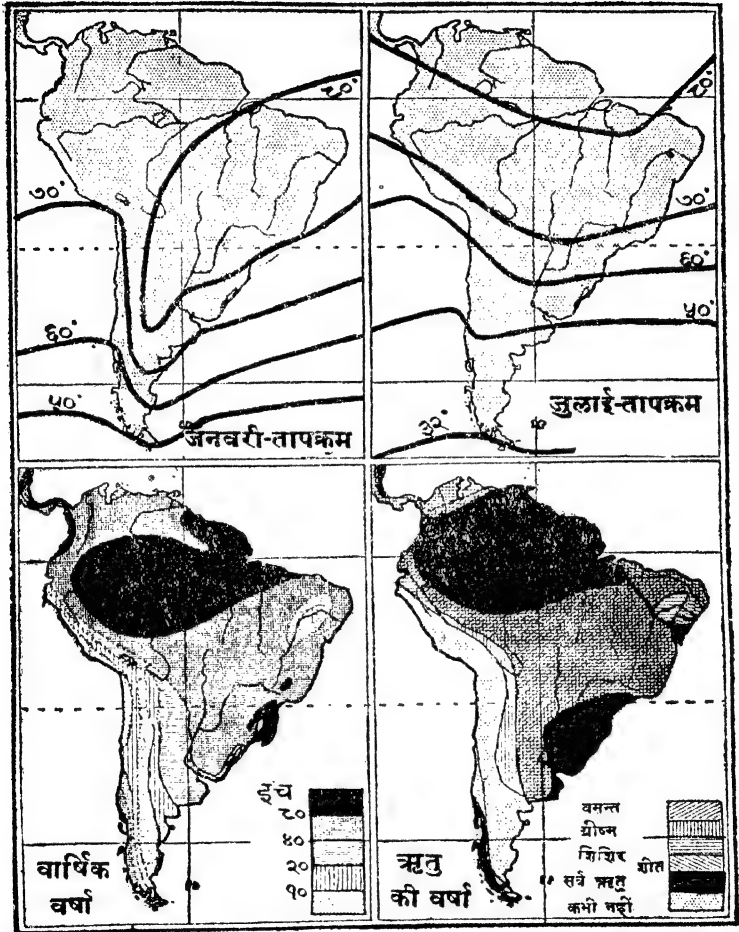 ८०°
७०°
६०°
५०°
जनवरी-तापक्रम
८०°
७०°
६०°
५०°
३२°
जुलाई-तापक्रम
इंच
८०
४०
२०
१०
वार्षिक
वर्षा
ऋतु
की वर्षा
वसन्त
ग्रीष्म
शिशिर
शीत
सर्व ऋतु
कभी नहीं